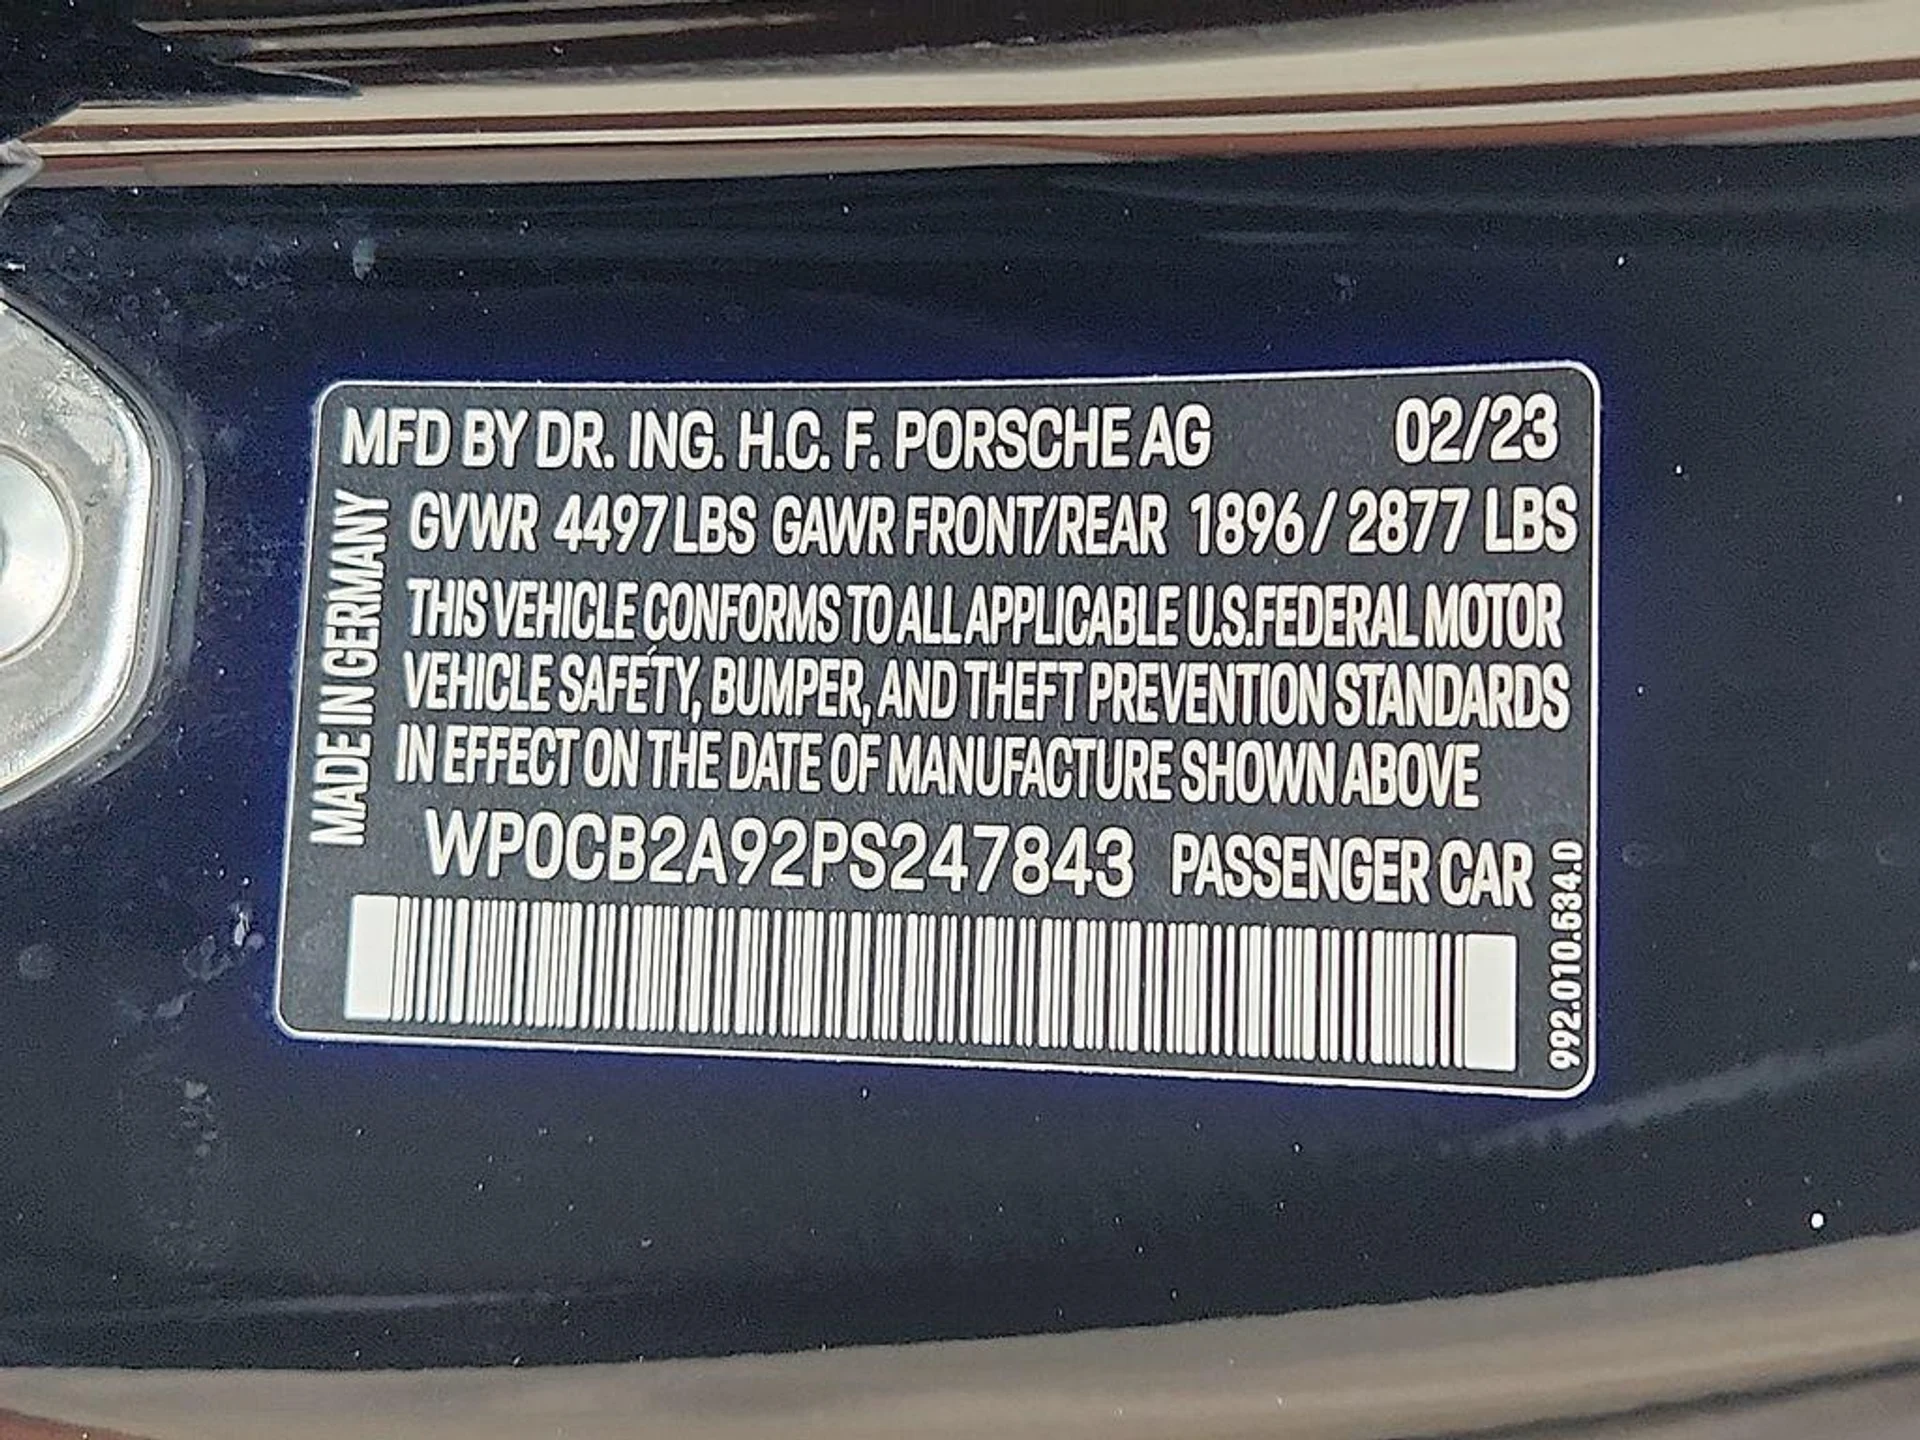 MFD BY DR. ING. H.C. F. PORSCHE AG 02/23
GVWR 4497 LBS GAWR FRONT/REAR 1896 / 2877 LBS
THIS VEHICLE CONFORMS TO ALL APPLICABLE U.S.FEDERAL MOTOR
VEHICLE SAFETY, BUMPER, AND THEFT PREVENTION STANDARDS
IN EFFECT ON THE DATE OF MANUFACTURE SHOWN ABOVE
WP0CB2A92PS247843 PASSENGER CAR
MADE IN GERMANY
992.010.634.D